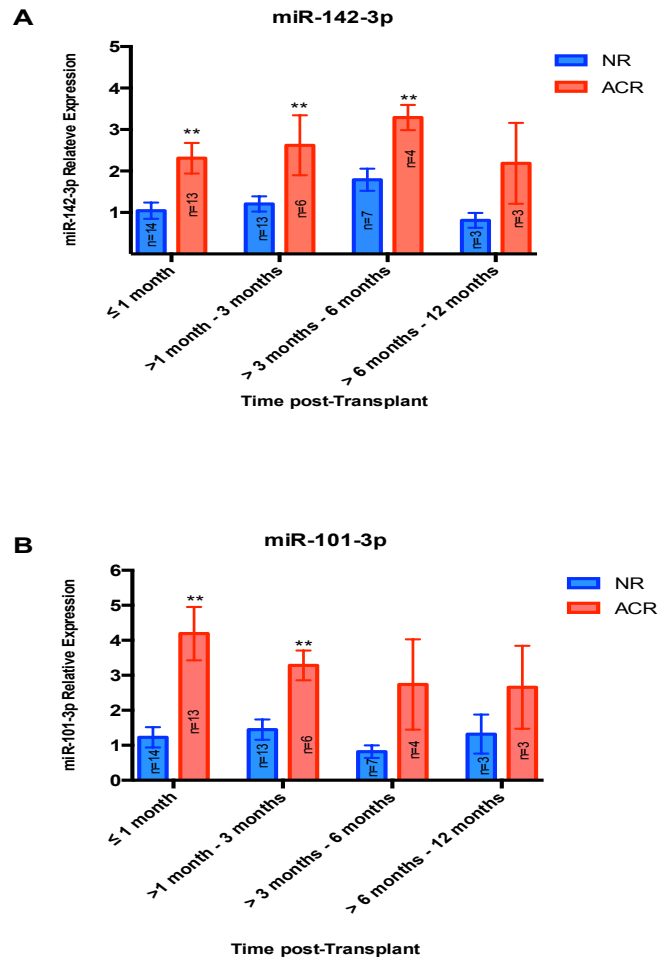 A
miR-142-3p
NR
ACR
miR-142-3p Relateve Expression
5
4
3
2
1
**
**
**
n=14
n=13
n=13
n=6
n=7
n=4
n=3
n=3
≤ 1 month
>1 month - 3 months
> 3 months - 6 months
> 6 months - 12 months
Time post-Transplant
B
miR-101-3p
NR
ACR
miR-101-3p Relative Expression
6
5
4
3
2
1
0
**
**
n=14
n=13
n=13
n=6
n=7
n=4
n=3
n=3
≤ 1 month
>1 month - 3 months
> 3 months - 6 months
> 6 months - 12 months
Time post-Transplant